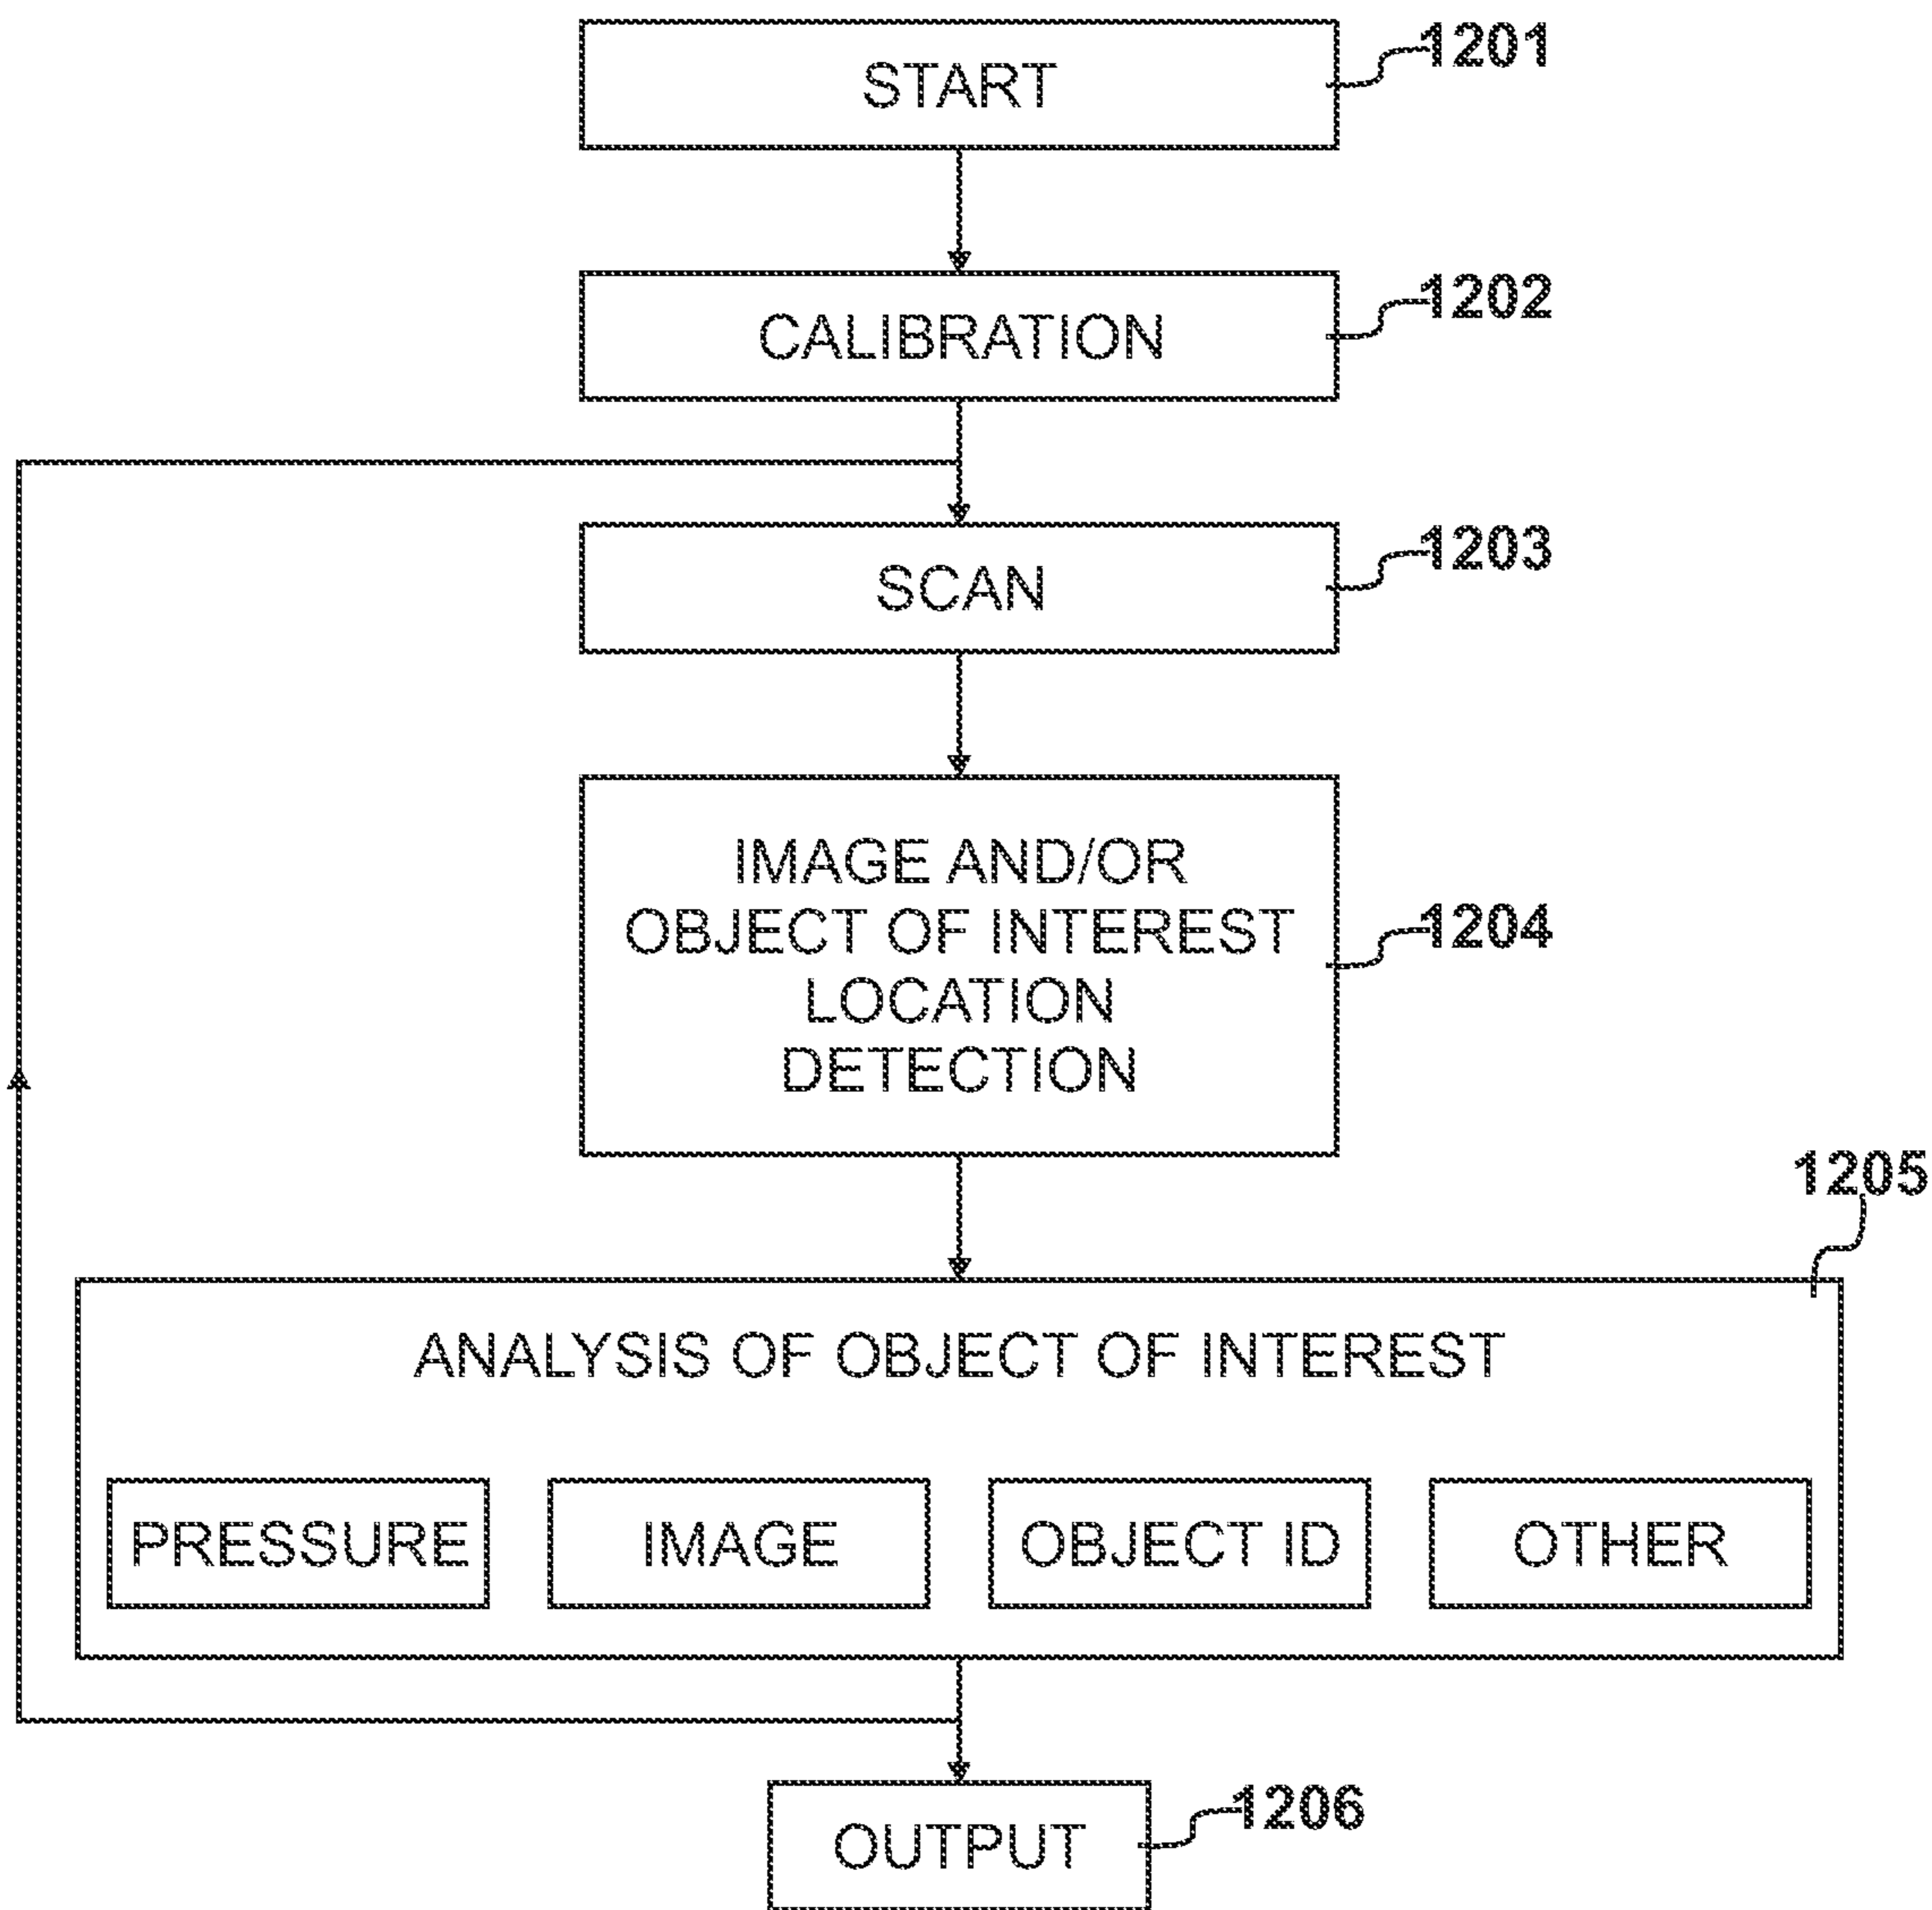 START
1201
CALIBRATION
1202
SCAN
1203
IMAGE AND/OR
OBJECT OF INTEREST
LOCATION
DETECTION
1204
1205
ANALYSIS OF OBJECT OF INTEREST
PRESSURE
IMAGE
OBJECT ID
OTHER
OUTPUT
1206